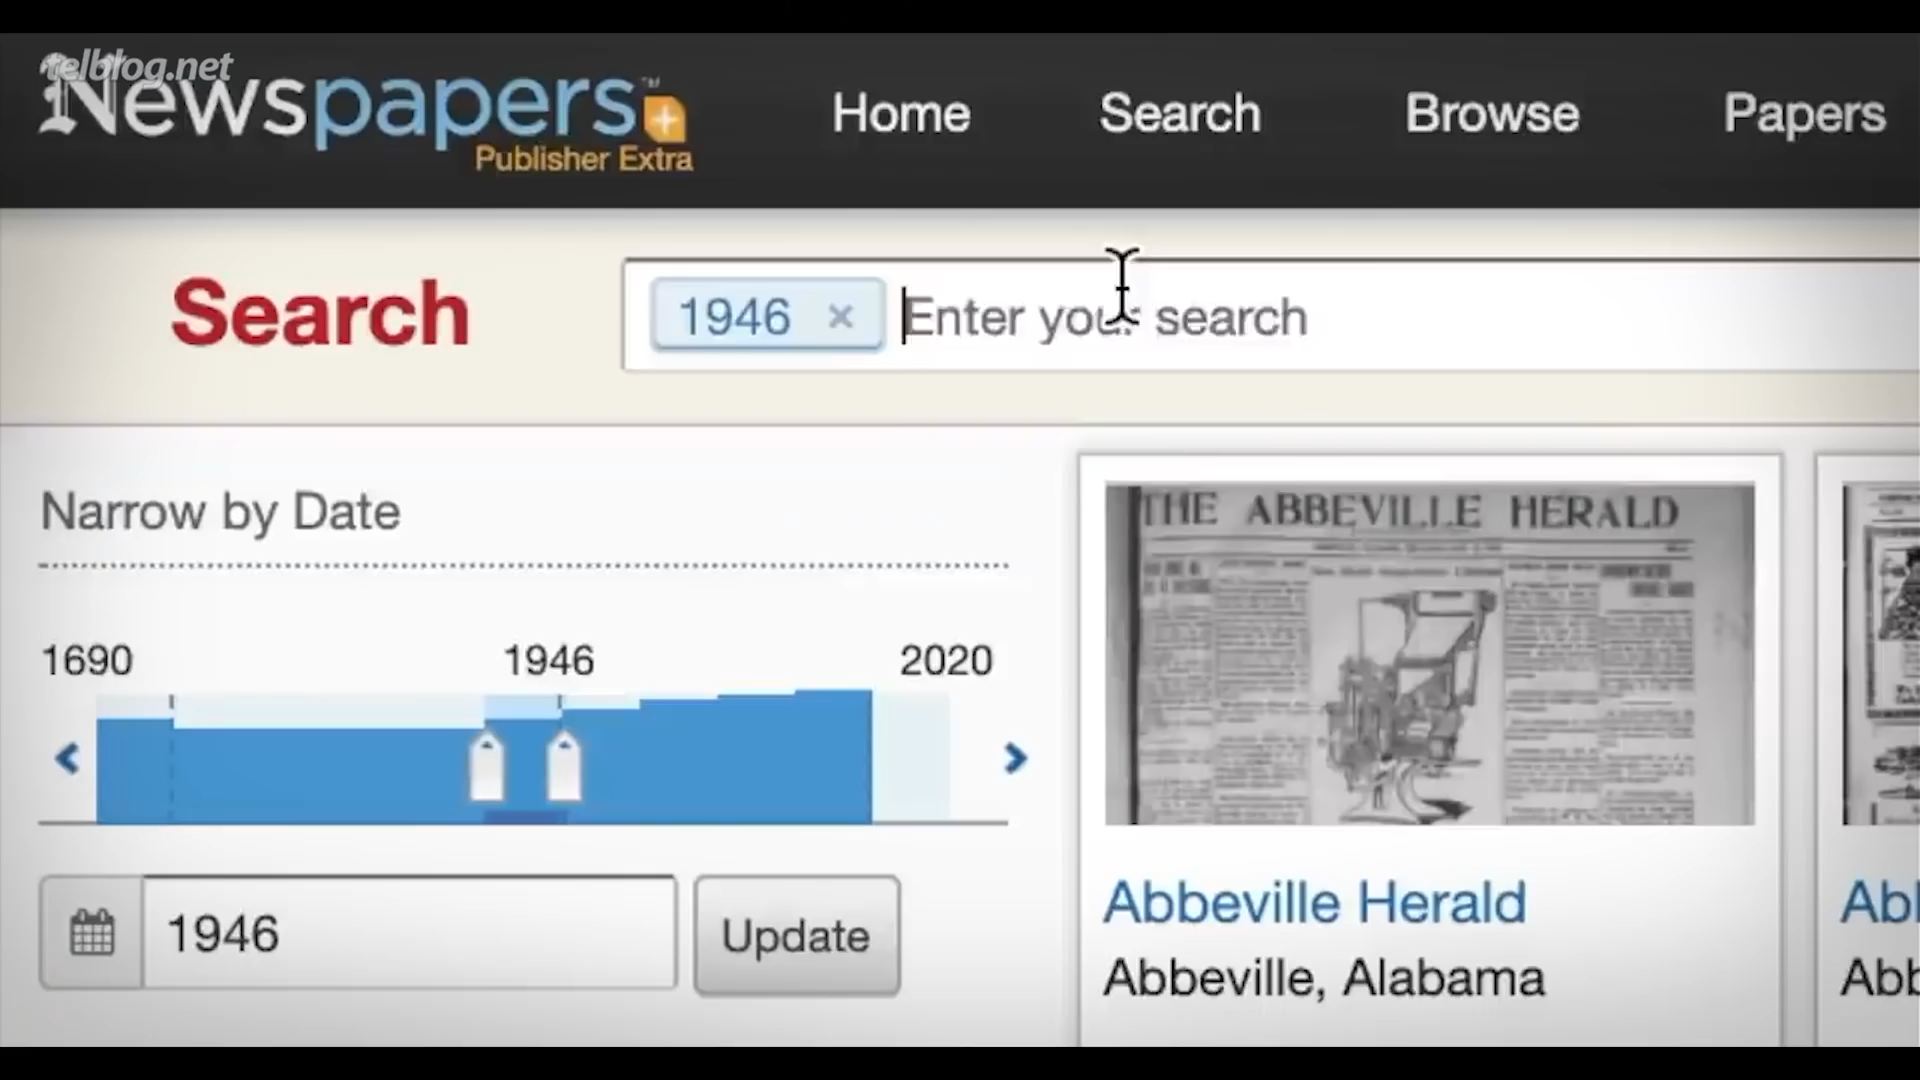 telblog.net
Newspapers™
Publisher Extra
Home
Search
Browse
Papers
Search
1946 ×
Enter your search
Narrow by Date
1690
1946
2020
1946
Update
THE ABBEVILLE HERALD
Abbeville Herald
Abbeville, Alabama